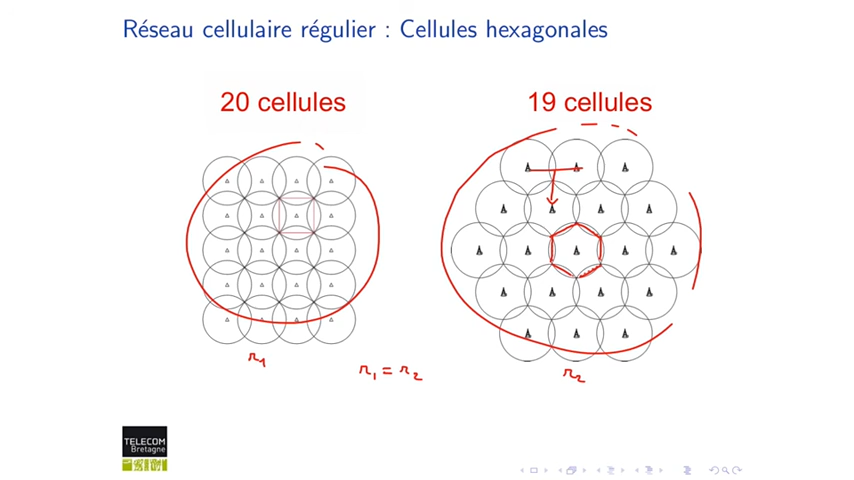 Réseau cellulaire régulier : Cellules hexagonales
20 cellules
19 cellules
r₁
r₁ = r₂
r₂
TELECOM
Bretagne